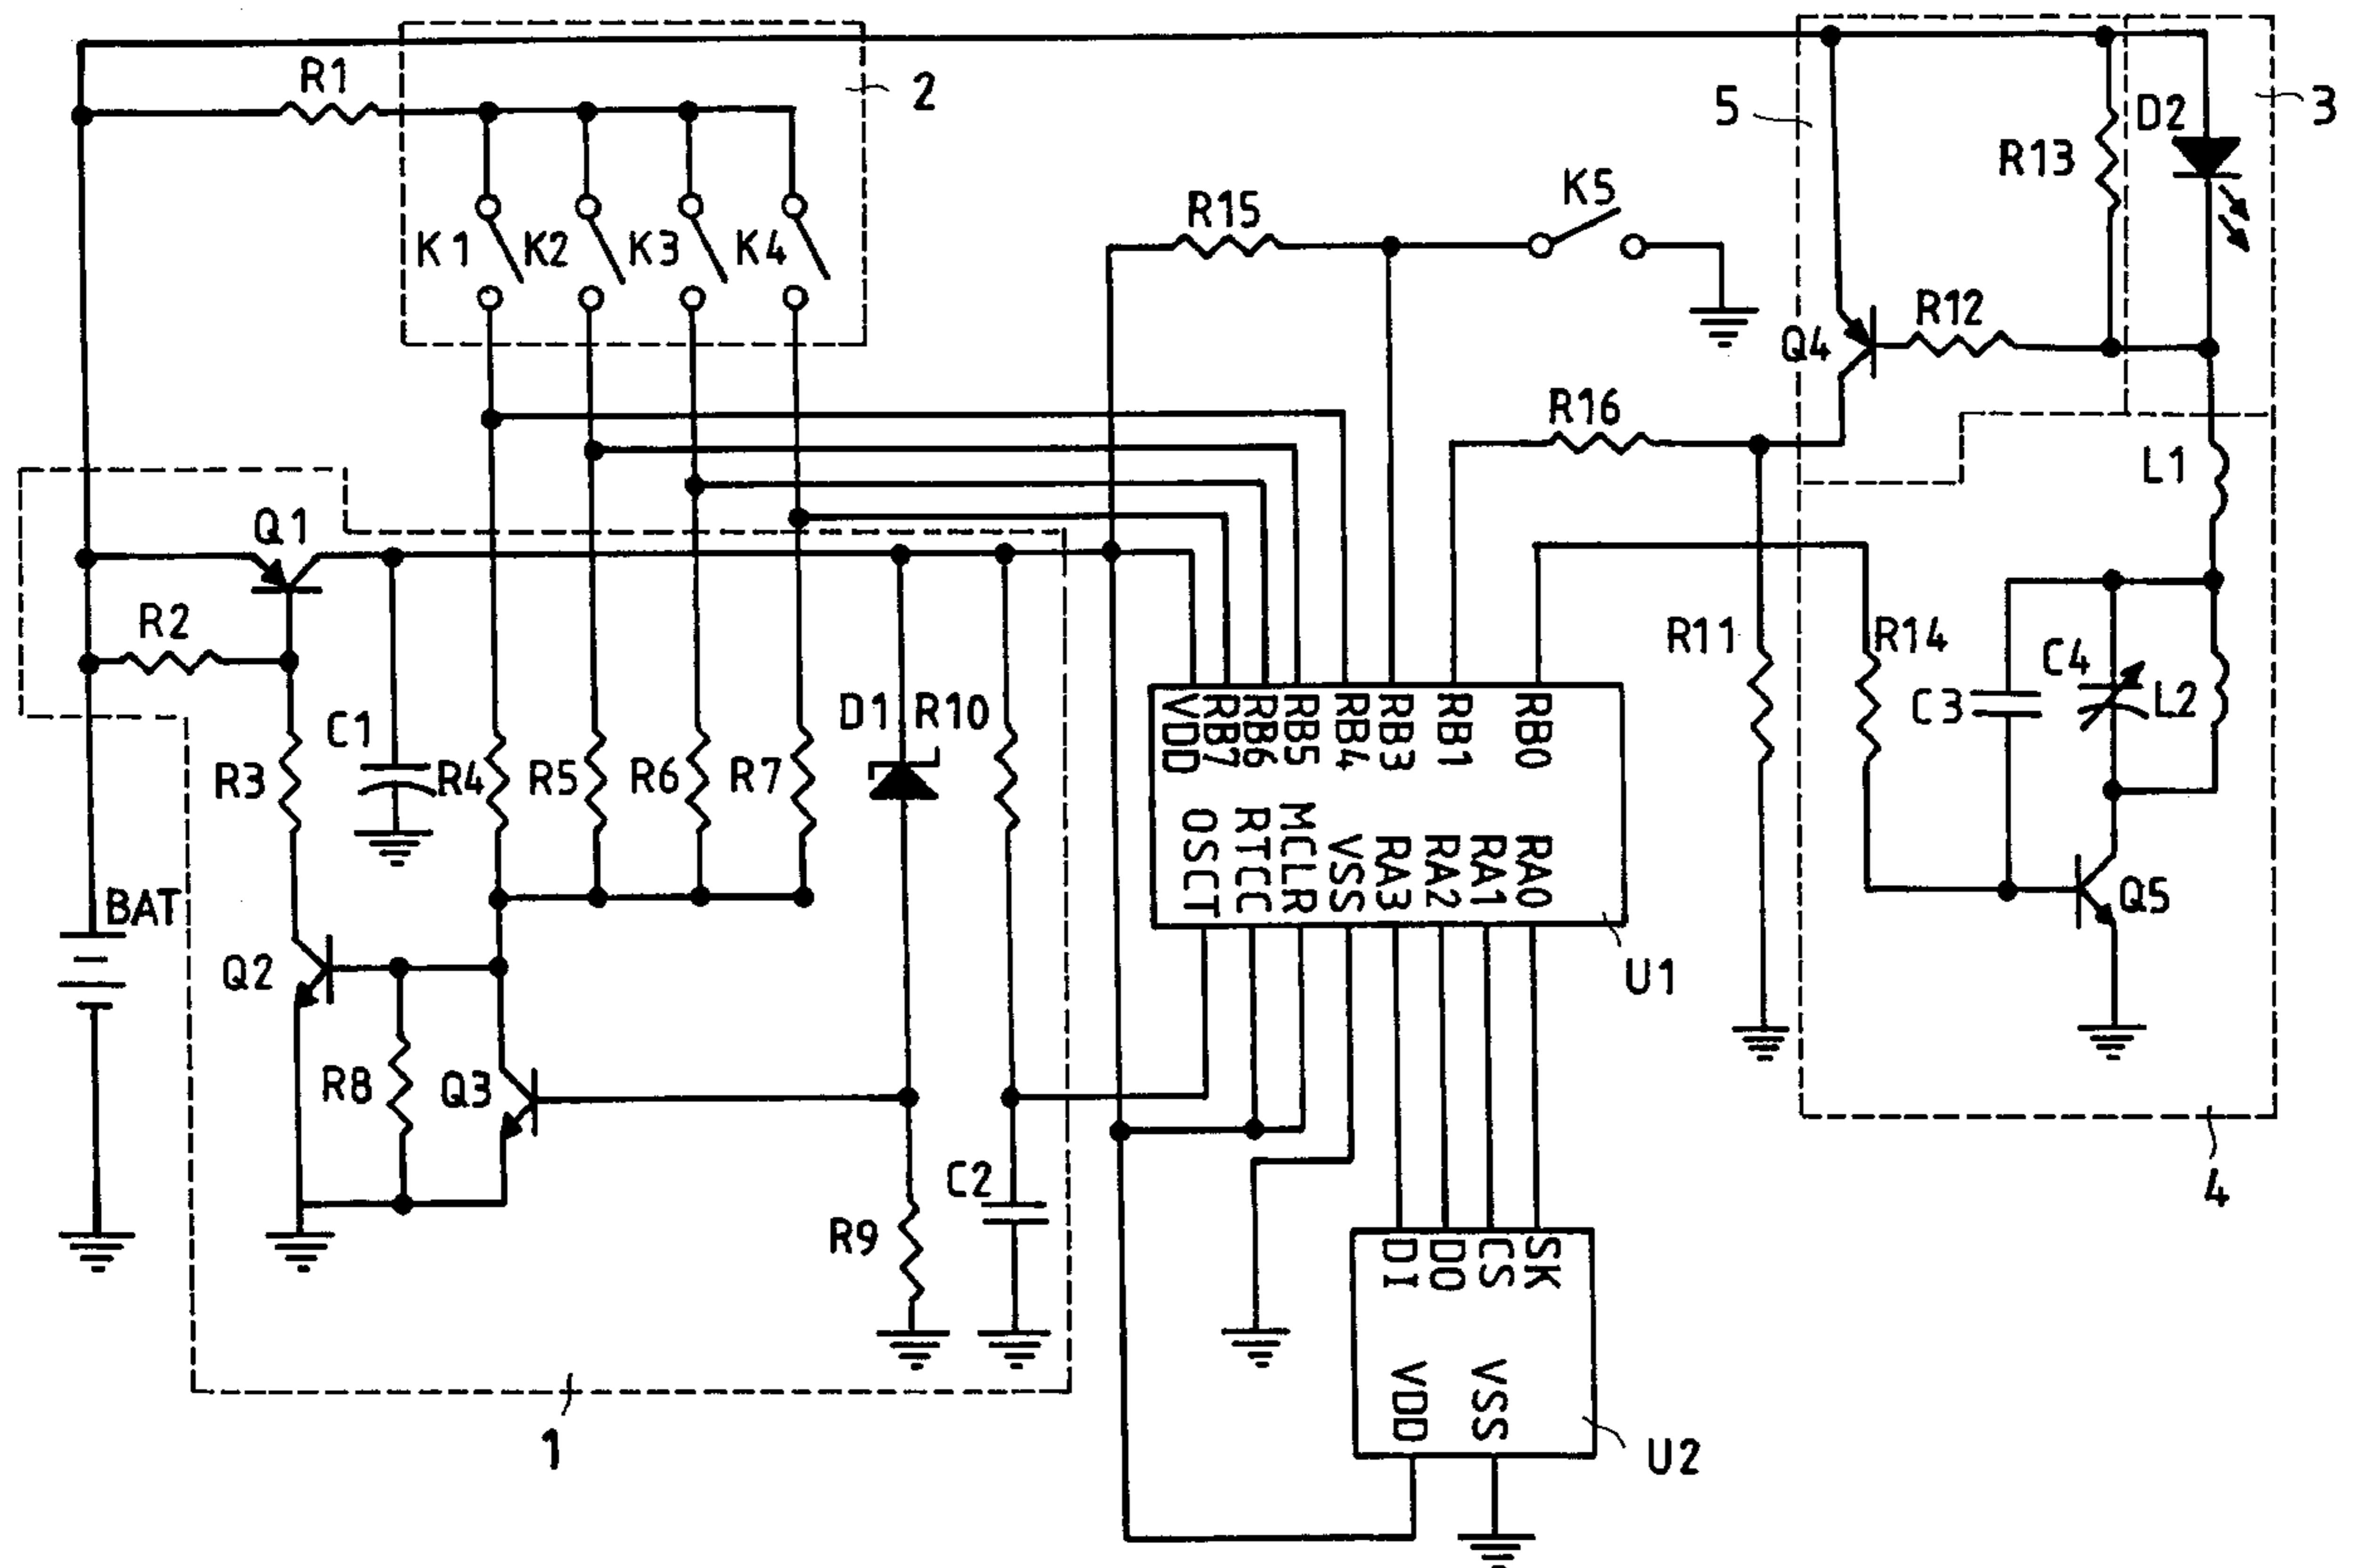 R1
2
5
D2
3
R13
K5
R15
K1
K2
K3
K4
R12
Q4
R16
L1
Q1
R2
R11
R14
C4
L2
C3
C1
D1
R10
R3
R4
R5
R6
R7
VDD
RB7
RB6
RB5
RB4
RB3
RB1
RB0
OSCT
RTCC
MCLR
VSS
RA3
RA2
RA1
RA0
BAT
Q5
Q2
U1
R8
Q3
C2
4
R9
DI
DO
CS
SK
VDD
VSS
1
U2